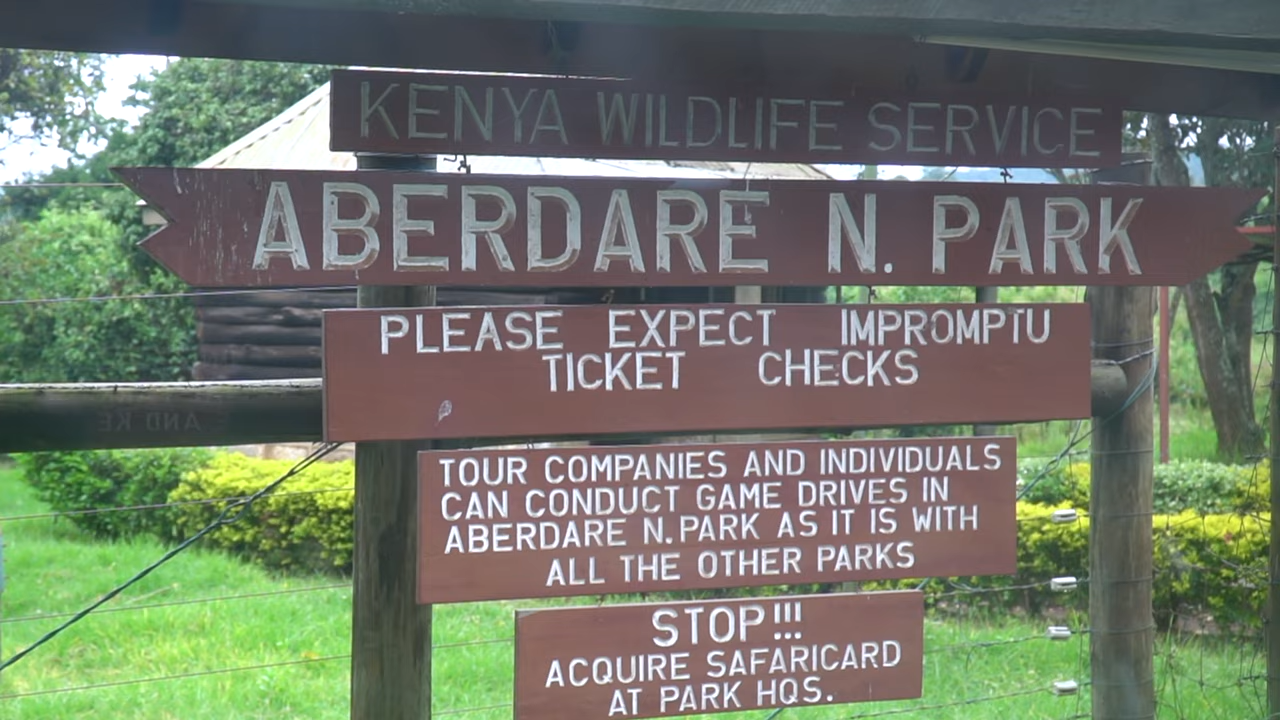 KENYA WILDLIFE SERVICE
ABERDARE N. PARK
PLEASE EXPECT IMPROMPTU
TICKET CHECKS
TOUR COMPANIES AND INDIVIDUALS
CAN CONDUCT GAME DRIVES IN
ABERDARE N. PARK AS IT IS WITH
ALL THE OTHER PARKS
STOP!!!
ACQUIRE SAFARICARD
AT PARK HQS.